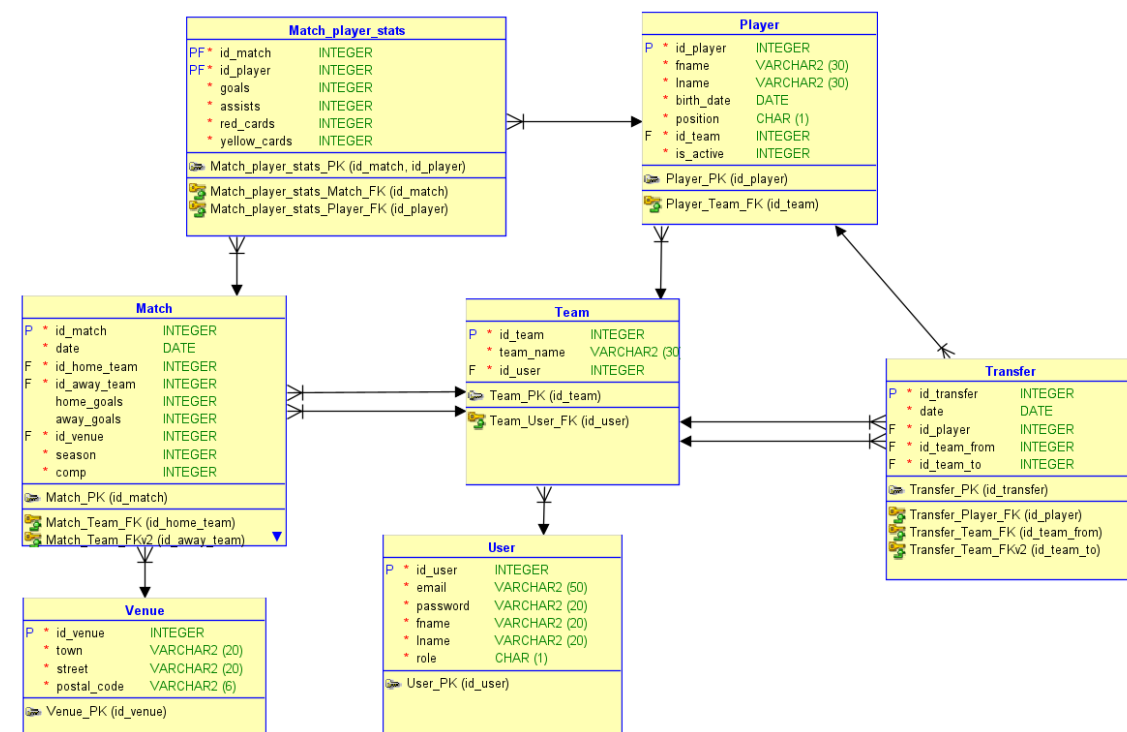 Match_player_stats
PF * id_match INTEGER
PF * id_player INTEGER
* goals INTEGER
* assists INTEGER
* red_cards INTEGER
* yellow_cards INTEGER
Match_player_stats_PK (id_match, id_player)
Match_player_stats_Match_FK (id_match)
Match_player_stats_Player_FK (id_player)
Player
P * id_player INTEGER
* fname VARCHAR2 (30)
* lname VARCHAR2 (30)
* birth_date DATE
* position CHAR (1)
F * id_team INTEGER
* is_active INTEGER
Player_PK (id_player)
Player_Team_FK (id_team)
Match
P * id_match INTEGER
* date DATE
F * id_home_team INTEGER
F * id_away_team INTEGER
home_goals INTEGER
away_goals INTEGER
F * id_venue INTEGER
* season INTEGER
* comp INTEGER
Match_PK (id_match)
Match_Team_FK (id_home_team)
Match_Team_FKv2 (id_away_team)
Team
P * id_team INTEGER
* team_name VARCHAR2 (30
F * id_user INTEGER
Team_PK (id_team)
Team_User_FK (id_user)
Transfer
P * id_transfer INTEGER
* date DATE
F * id_player INTEGER
F * id_team_from INTEGER
F * id_team_to INTEGER
Transfer_PK (id_transfer)
Transfer_Player_FK (id_player)
Transfer_Team_FK (id_team_from)
Transfer_Team_FKv2 (id_team_to)
User
P * id_user INTEGER
* email VARCHAR2 (50)
* password VARCHAR2 (20)
* fname VARCHAR2 (20)
* lname VARCHAR2 (20)
* role CHAR (1)
User_PK (id_user)
Venue
P * id_venue INTEGER
* town VARCHAR2 (20)
* street VARCHAR2 (20)
* postal_code VARCHAR2 (6)
Venue_PK (id_venue)